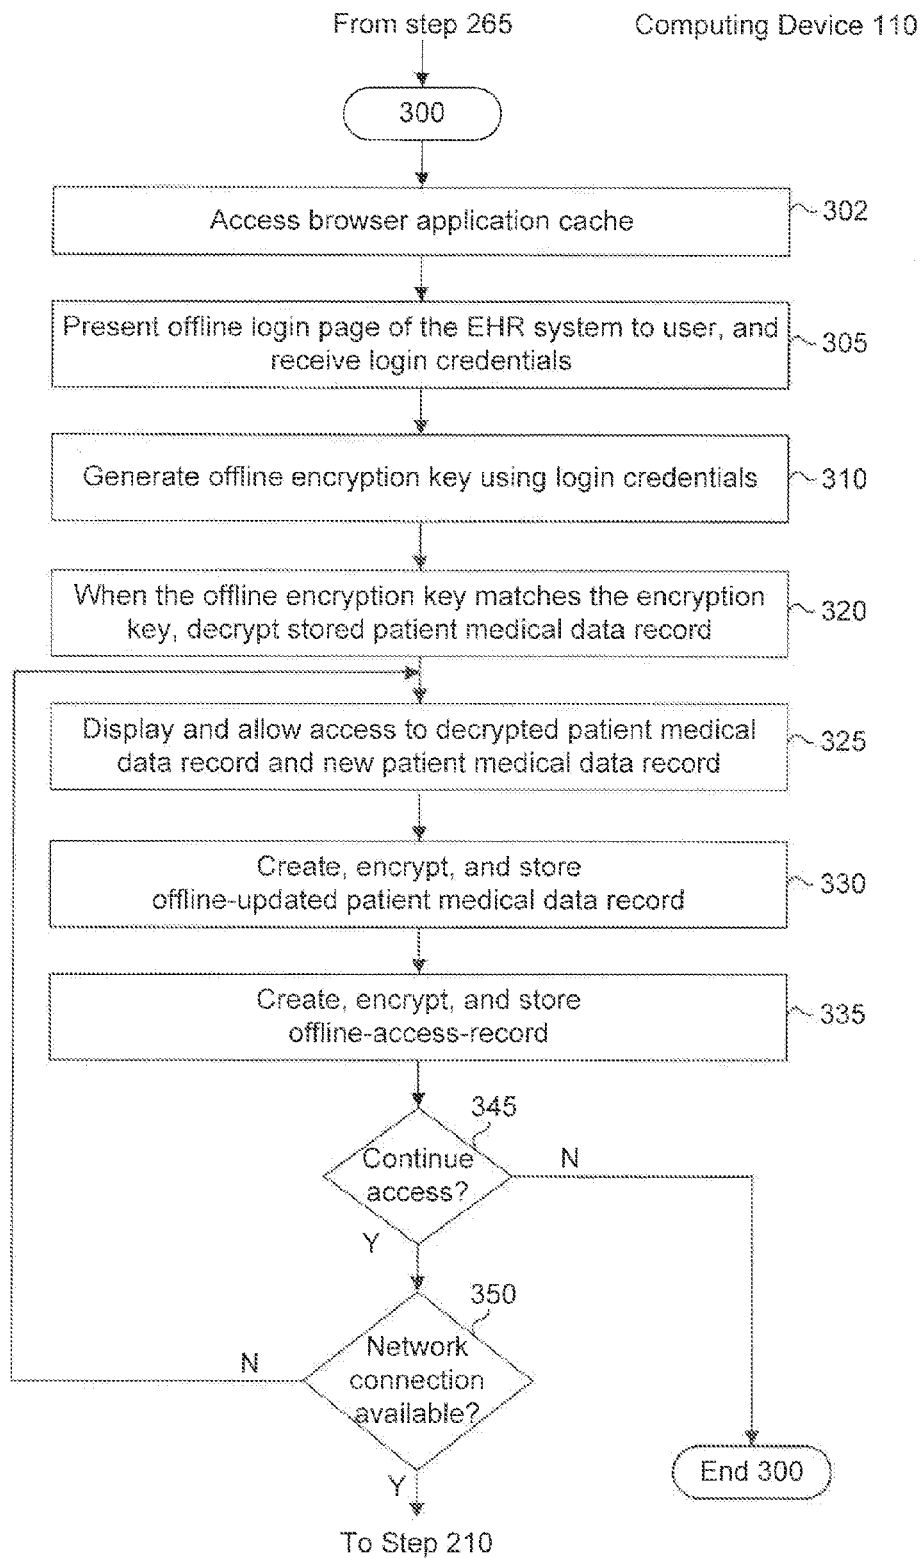 From step 265
Computing Device 110
300
Access browser application cache
302
Present offline login page of the EHR system to user, and
receive login credentials
305
Generate offline encryption key using login credentials
310
When the offline encryption key matches the encryption
key, decrypt stored patient medical data record
320
Display and allow access to decrypted patient medical
data record and new patient medical data record
325
Create, encrypt, and store
offline-updated patient medical data record
330
Create, encrypt, and store
offline-access-record
335
345
Continue
access?
N
Y
350
Network
connection
available?
N
Y
End 300
To Step 210